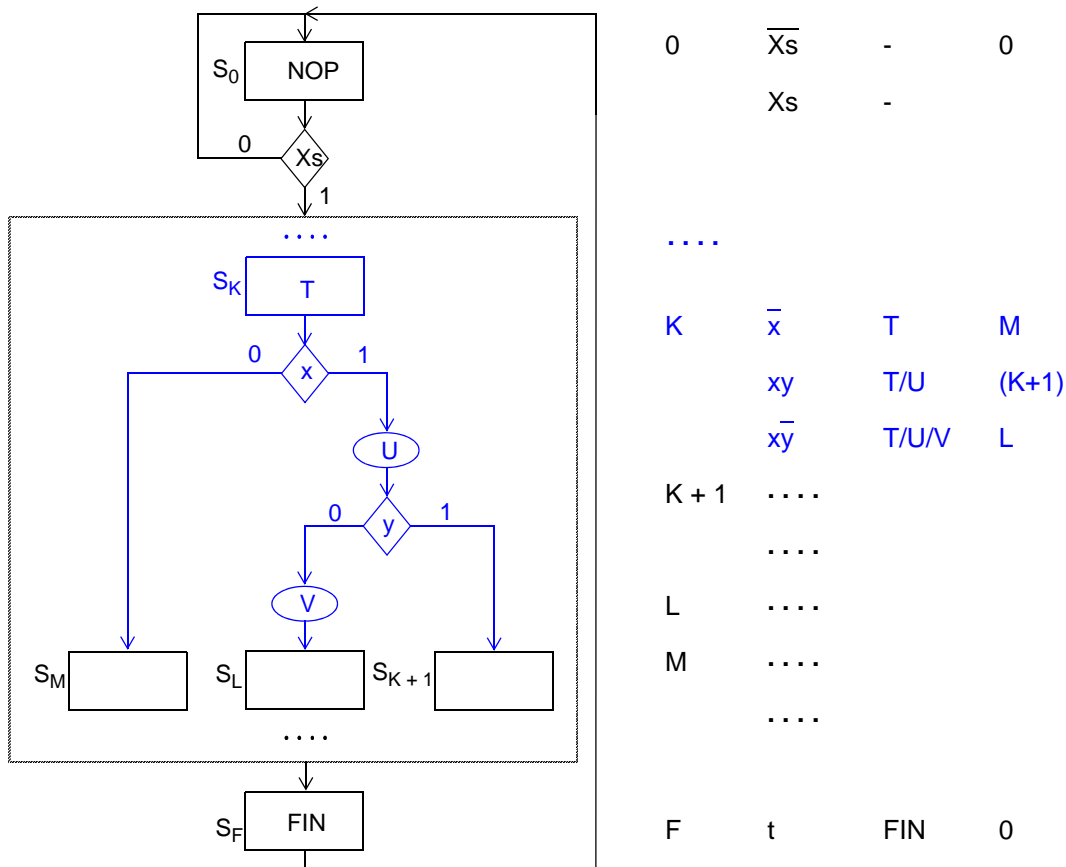 S0 NOP
0 Xs
1
. . . .
SK T
0 x 1
U
0 y 1
V
SM SL SK + 1
. . . .
SF FIN
0 X̅s̅ - 0
Xs -
. . . .
K x̅ T M
xy T/U (K+1)
xy̅ T/U/V L
K + 1 . . . .
. . . .
L . . . .
M . . . .
. . . .
F t FIN 0